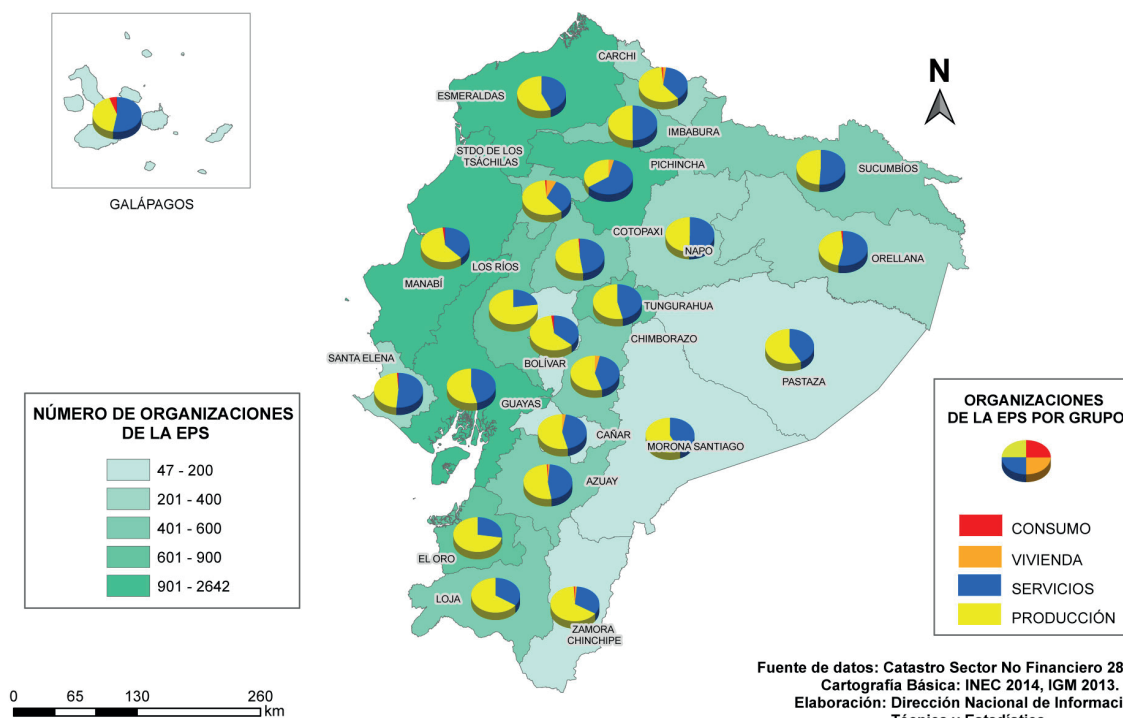 GALÁPAGOS
CARCHI
ESMERALDAS
IMBABURA
STDO DE LOS
TSÁCHILAS
PICHINCHA
SUCUMBÍOS
COTOPAXI
NAPO
ORELLANA
MANABÍ
LOS RÍOS
TUNGURAHUA
CHIMBORAZO
BOLÍVAR
SANTA ELENA
PASTAZA
GUAYAS
CAÑAR
MORONA SANTIAGO
AZUAY
EL ORO
LOJA
ZAMORA
CHINCHIPE
N
NÚMERO DE ORGANIZACIONES
DE LA EPS
47 - 200
201 - 400
401 - 600
601 - 900
901 - 2642
ORGANIZACIONES
DE LA EPS POR GRUPO
CONSUMO
VIVIENDA
SERVICIOS
PRODUCCIÓN
0 65 130 260
km
Fuente de datos: Catastro Sector No Financiero 28
Cartografía Básica: INEC 2014, IGM 2013.
Elaboración: Dirección Nacional de Informaci
Técnica y Estadística